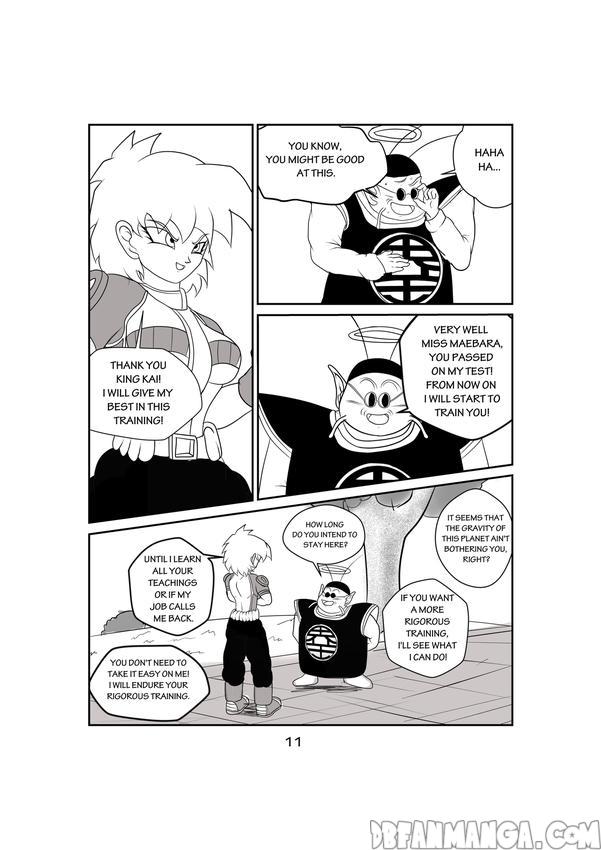 HAHA
HA...
YOU KNOW,
YOU MIGHT BE GOOD
AT THIS.
VERY WELL
MISS MAEBARA,
YOU PASSED
ON MY TEST!
FROM NOW ON
I WILL START TO
TRAIN YOU!
THANK YOU
KING KAI!
I WILL GIVE MY
BEST IN THIS
TRAINING!
IT SEEMS THAT
THE GRAVITY OF
THIS PLANET AIN'T
BOTHERING YOU,
RIGHT?
HOW LONG
DO YOU INTEND TO
STAY HERE?
IF YOU WANT
A MORE
RIGOROUS
TRAINING,
I'LL SEE WHAT
I CAN DO!
UNTIL I LEARN
ALL YOUR
TEACHINGS
OR IF MY
JOB CALLS
ME BACK.
YOU DON'T NEED TO
TAKE IT EASY ON ME!
I WILL ENDURE YOUR
RIGOROUS TRAINING.
11
DBFANMANGA.COM